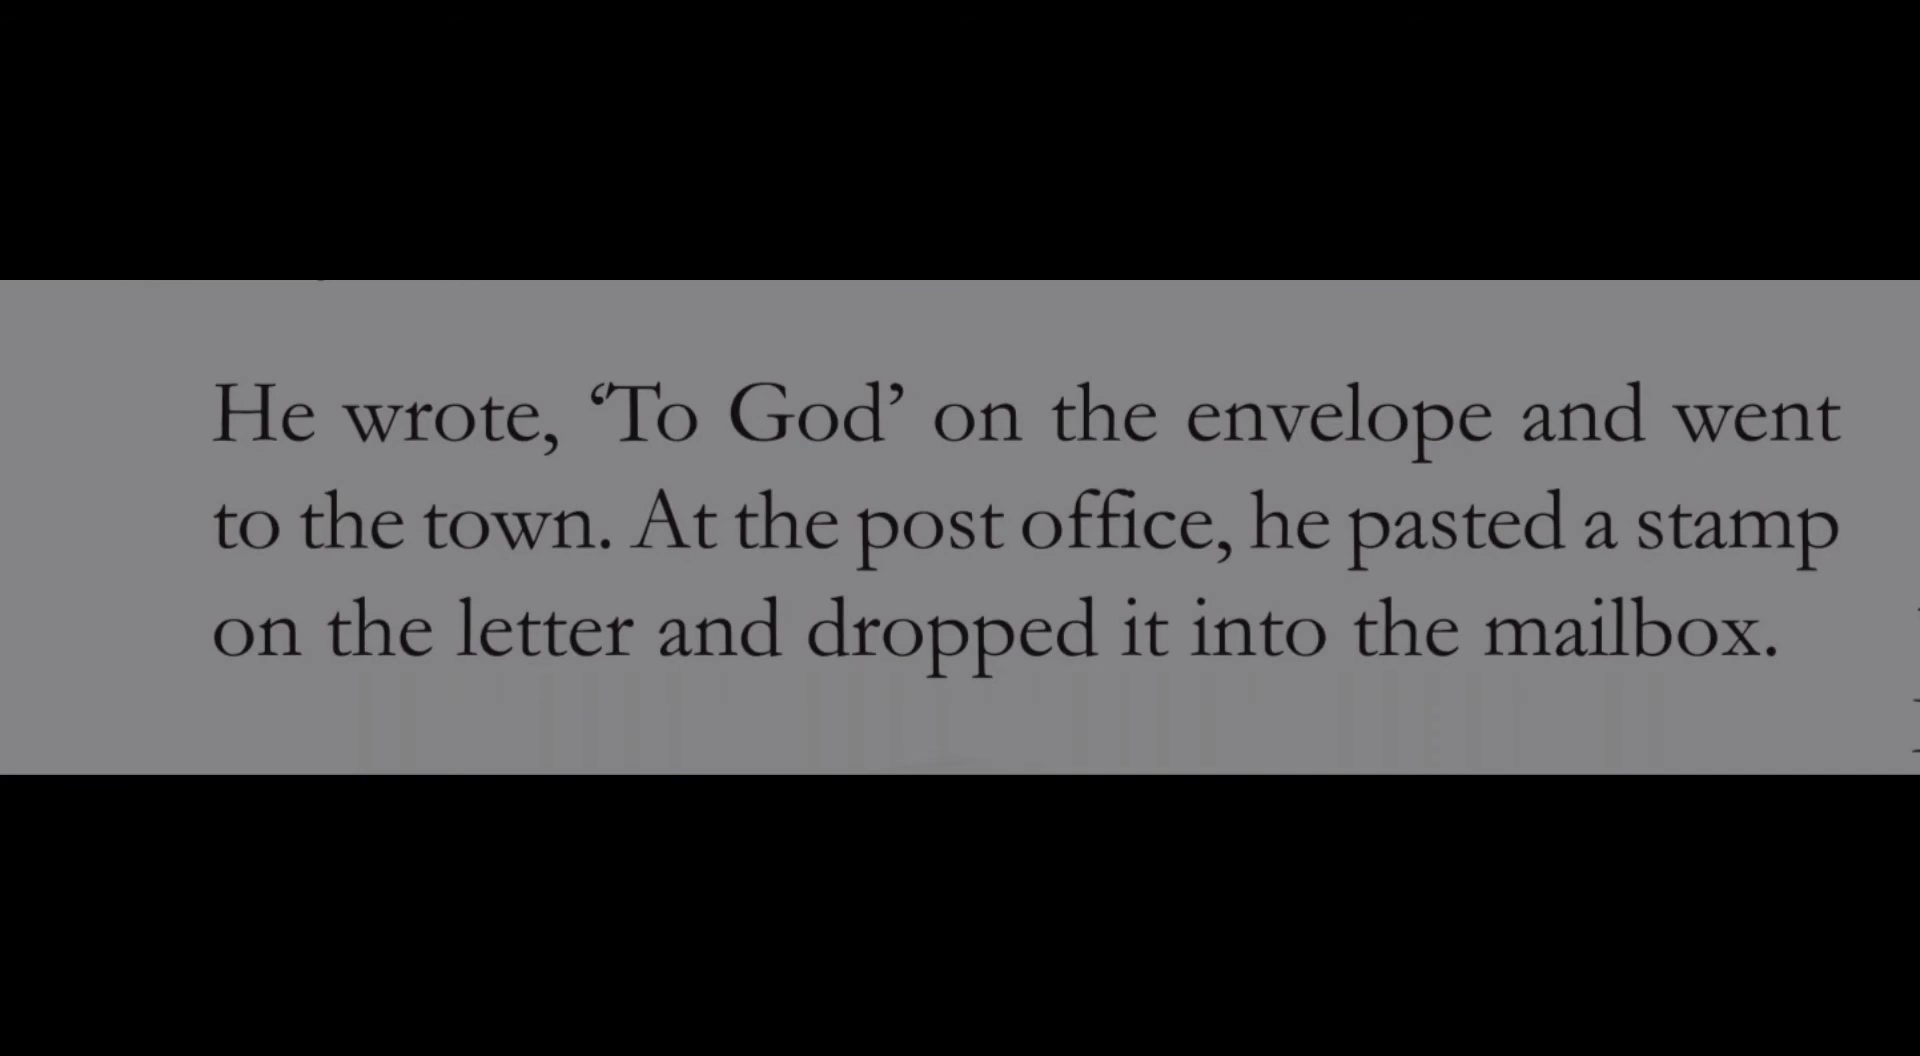 He wrote, ‘To God’ on the envelope and went
to the town. At the post office, he pasted a stamp
on the letter and dropped it into the mailbox.